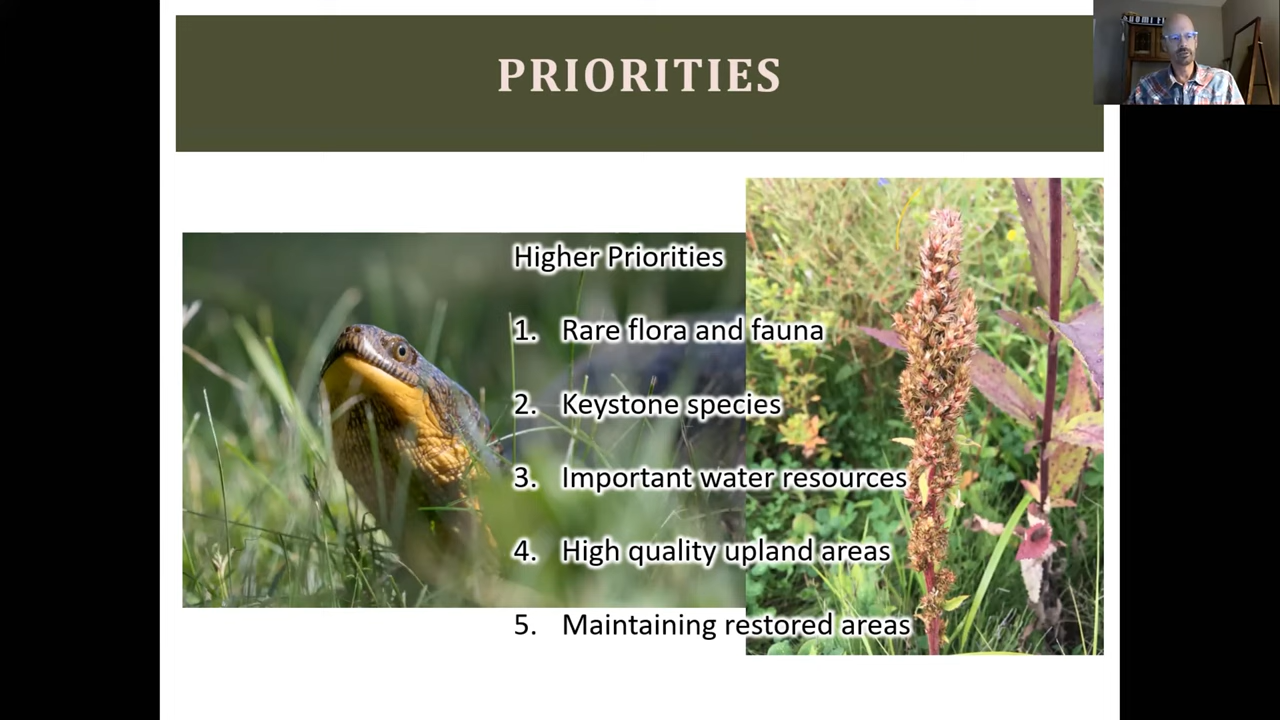 PRIORITIES
Higher Priorities
1. Rare flora and fauna
2. Keystone species
3. Important water resources
4. High quality upland areas
5. Maintaining restored areas